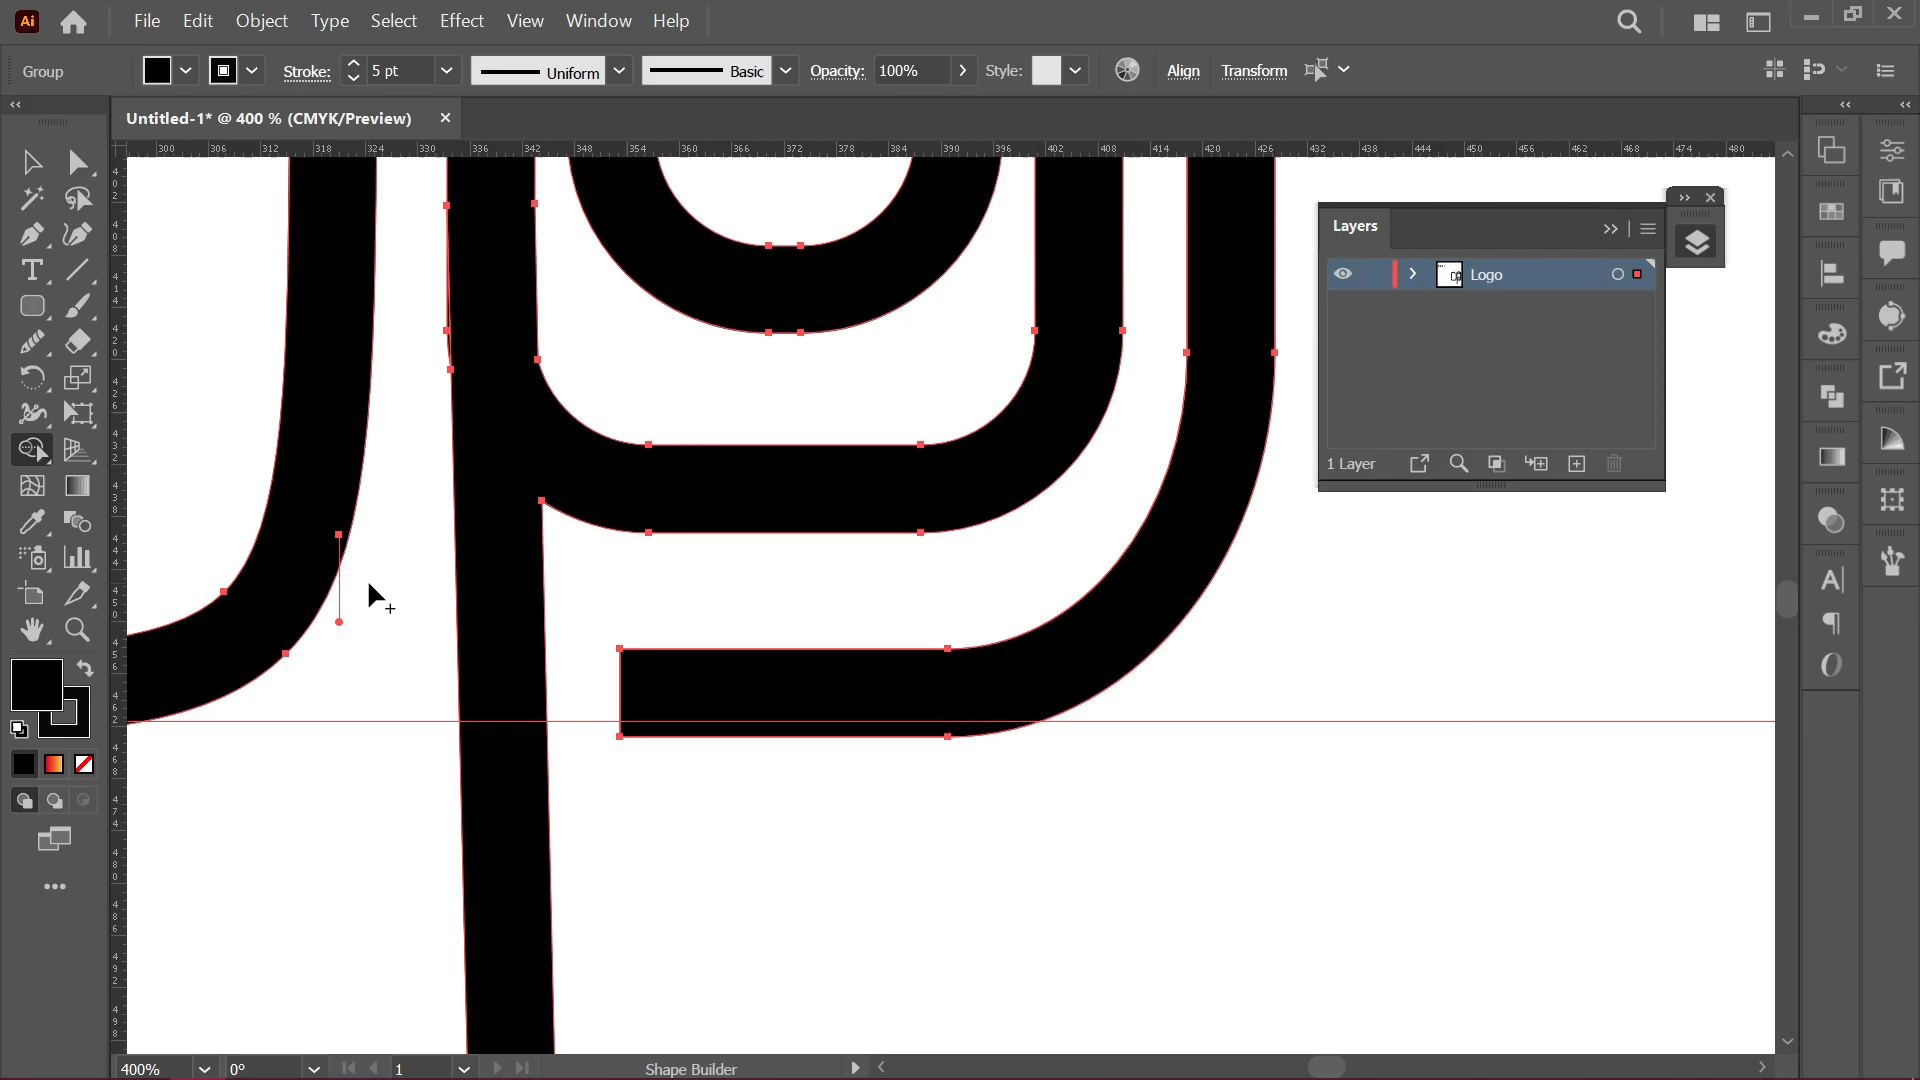 Ai File Edit Object Type Select Effect View Window Help
Group Stroke: 5 pt Uniform Basic Opacity: 100% Style: Align Transform
Untitled-1* @ 400 % (CMYK/Preview)
300 306 312 318 324 330 336 342 348 354 360 366 372 378 384 390 396 402 408 414 420 426 432 438 444 450 456 462 468 474 480
Layers
Logo
1 Layer
400% 0° 1 Shape Builder